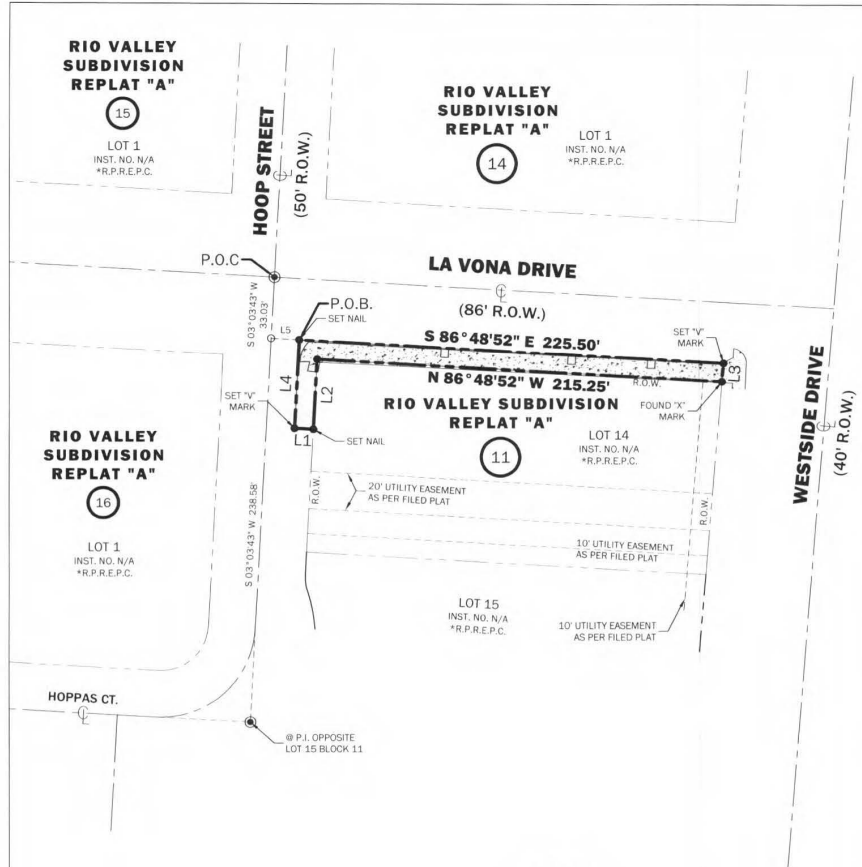 RIO VALLEY
SUBDIVISION
REPLAT "A"
15
LOT 1
INST. NO. N/A
*R.P.R.E.P.C.
HOOP STREET
(50' R.O.W.)
RIO VALLEY
SUBDIVISION
REPLAT "A"
14
LOT 1
INST. NO. N/A
*R.P.R.E.P.C.
P.O.C
LA VONA DRIVE
(86' R.O.W.)
S 03°03'43" W
33.03'
L5
P.O.B.
SET NAIL
S 86°48'52" E 225.50'
SET "V"
MARK
L3
L4
L2
N 86°48'52" W 215.25'
R.O.W.
FOUND "X"
MARK
SET "V"
MARK
L1
SET NAIL
RIO VALLEY SUBDIVISION
REPLAT "A"
11
LOT 14
INST. NO. N/A
*R.P.R.E.P.C.
WESTSIDE DRIVE
(40' R.O.W.)
RIO VALLEY
SUBDIVISION
REPLAT "A"
16
LOT 1
INST. NO. N/A
*R.P.R.E.P.C.
S 03°03'43" W 238.58'
R.O.W.
20' UTILITY EASEMENT
AS PER FILED PLAT
R.O.W.
10' UTILITY EASEMENT
AS PER FILED PLAT
LOT 15
INST. NO. N/A
*R.P.R.E.P.C.
10' UTILITY EASEMENT
AS PER FILED PLAT
HOPPAS CT.
@ P.I. OPPOSITE
LOT 15 BLOCK 11